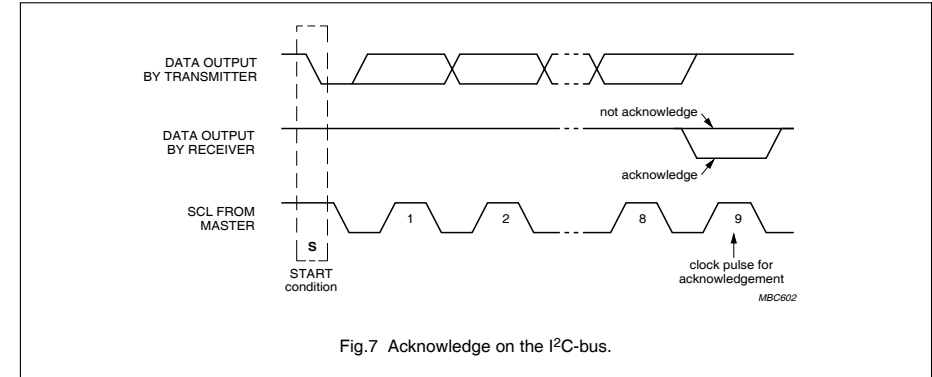 DATA OUTPUT
BY TRANSMITTER
not acknowledge
DATA OUTPUT
BY RECEIVER
acknowledge
SCL FROM
MASTER
1
2
8
9
S
START
condition
clock pulse for
acknowledgement
MBC602
Fig.7 Acknowledge on the I²C-bus.